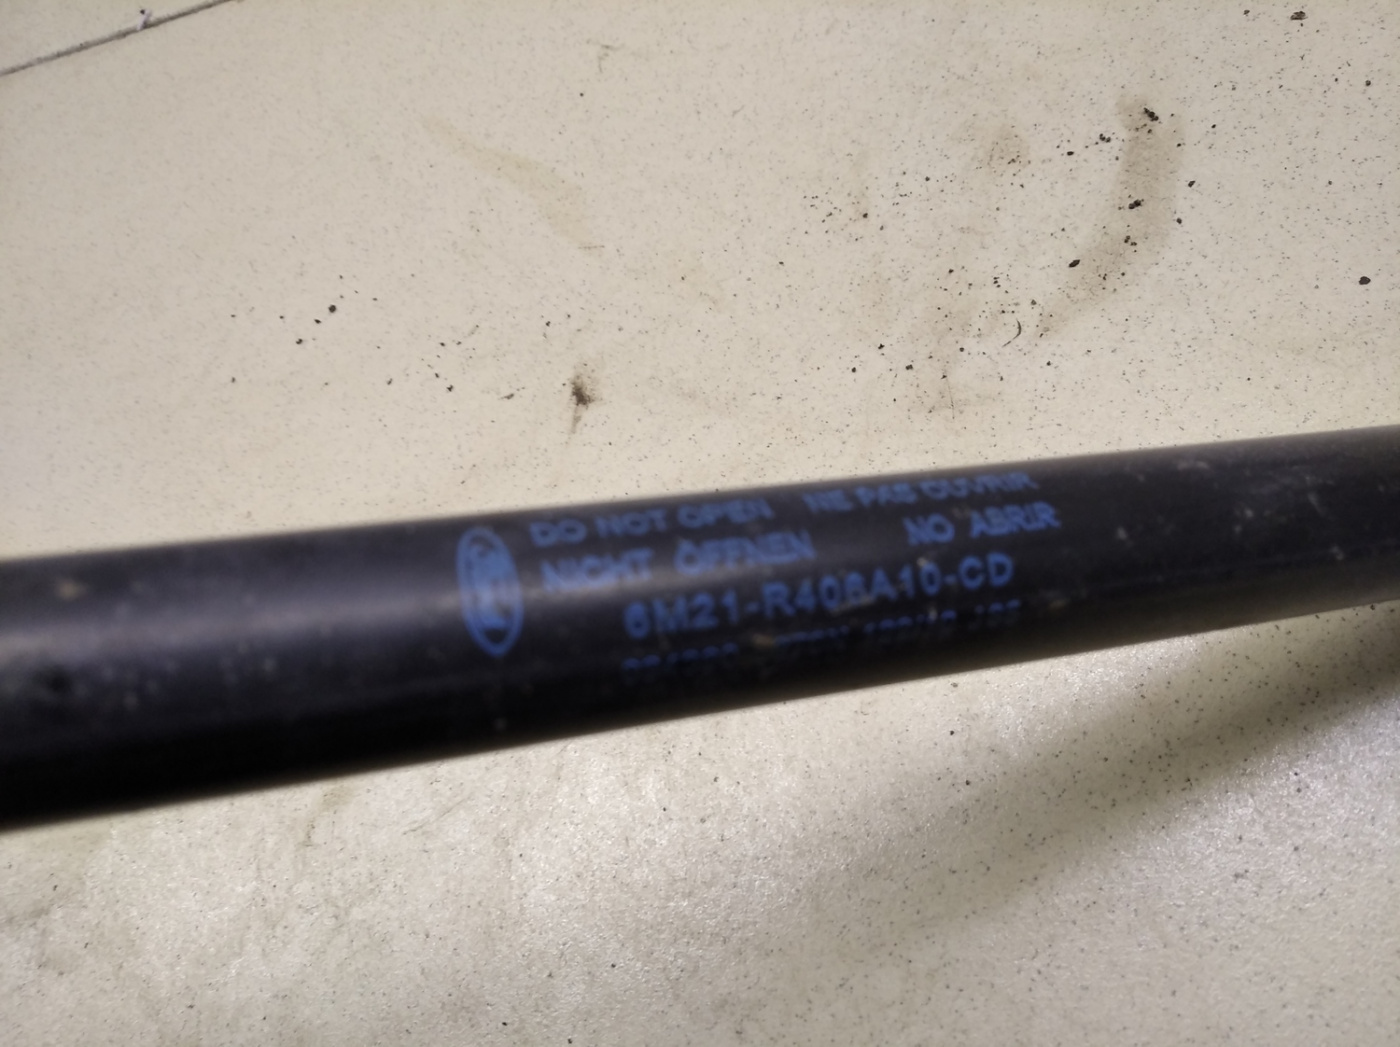 DO NOT OPEN NE PAS OUVRIR
NICHT ÖFFNEN NO ABRIR
6M21-R406A10-CD